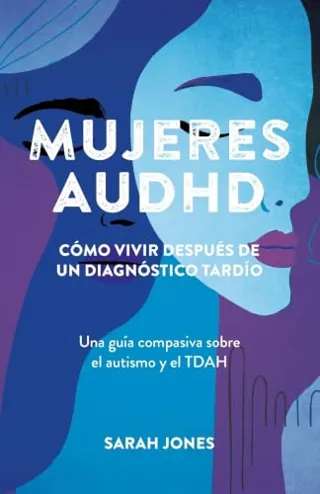 MUJERES
AUDHD
CÓMO VIVIR DESPUÉS DE
UN DIAGNÓSTICO TARDÍO
Una guía compasiva sobre
el autismo y el TDAH
SARAH JONES